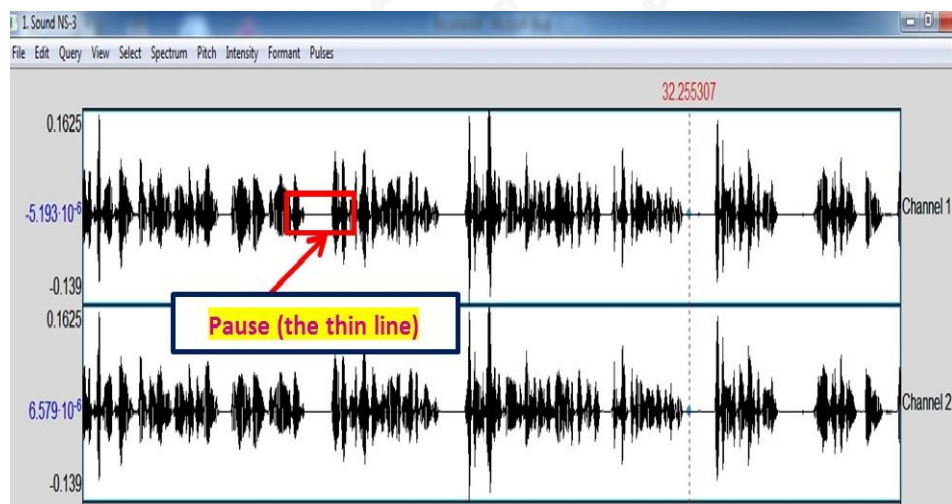 1. Sound NS-3
File Edit Query View Select Spectrum Pitch Intensity Formant Pulses
32.255307
0.1625
-5.193·10-6
Channel 1
-0.139
Pause (the thin line)
0.1625
6.579·10-6
Channel 2
-0.139